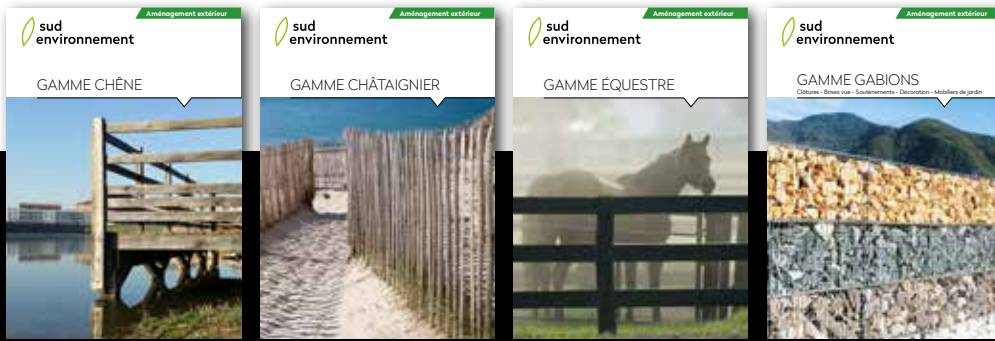 Aménagement extérieur
sud
environnement
GAMME CHÊNE
Aménagement extérieur
sud
environnement
GAMME CHÂTAIGNIER
Aménagement extérieur
sud
environnement
GAMME ÉQUESTRE
Aménagement extérieur
sud
environnement
GAMME GABIONS
Clôtures - Brises vue - Soutènements - Décoration - Mobiliers de jardin